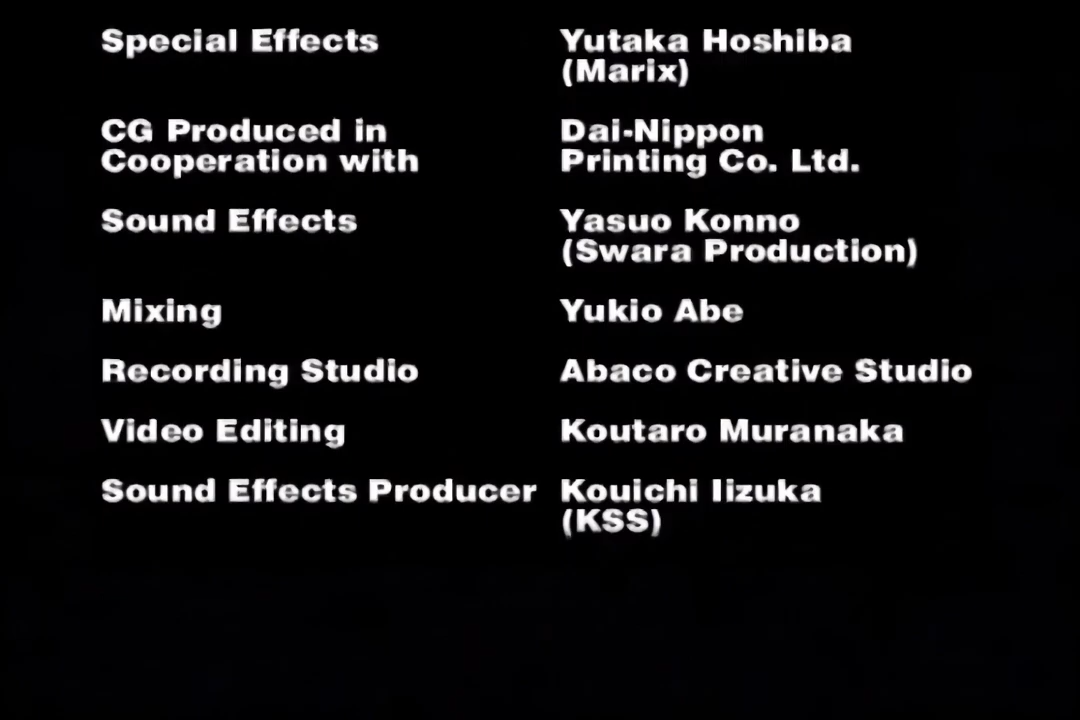 Special Effects Yutaka Hoshiba
(Marix)
CG Produced in Dai-Nippon
Cooperation with Printing Co. Ltd.
Sound Effects Yasuo Konno
(Swara Production)
Mixing Yukio Abe
Recording Studio Abaco Creative Studio
Video Editing Koutaro Muranaka
Sound Effects Producer Kouichi Iizuka
(KSS)